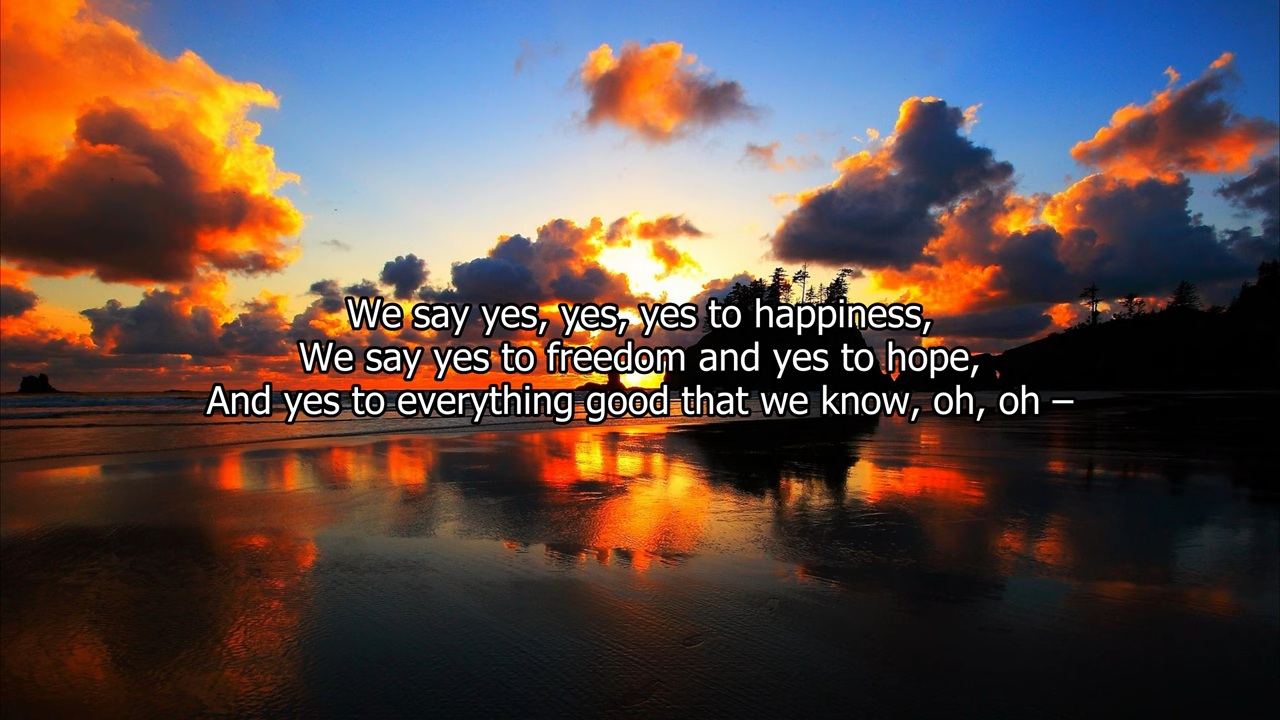 We say yes, yes, yes to happiness,
We say yes to freedom and yes to hope,
And yes to everything good that we know, oh, oh –